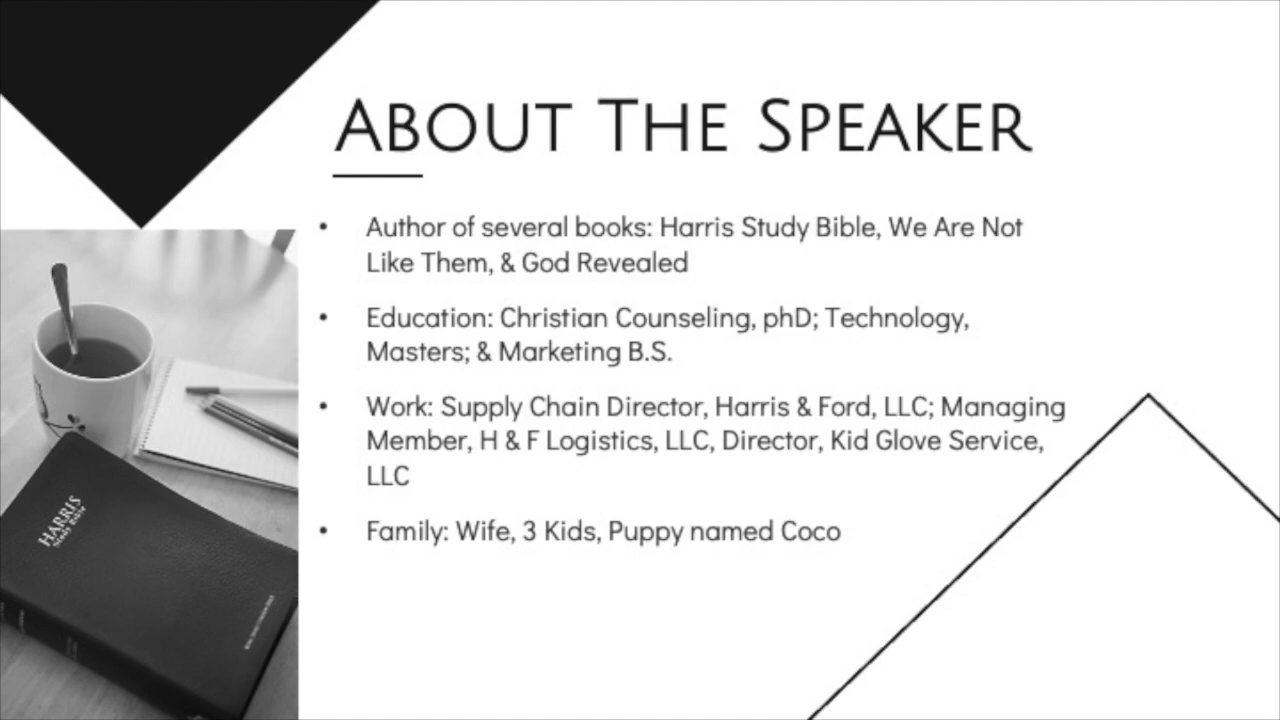 About The Speaker
• Author of several books: Harris Study Bible, We Are Not
Like Them, & God Revealed
• Education: Christian Counseling, phD; Technology,
Masters; & Marketing B.S.
• Work: Supply Chain Director, Harris & Ford, LLC; Managing
Member, H & F Logistics, LLC, Director, Kid Glove Service,
LLC
• Family: Wife, 3 Kids, Puppy named Coco
HARRIS
Study Bible